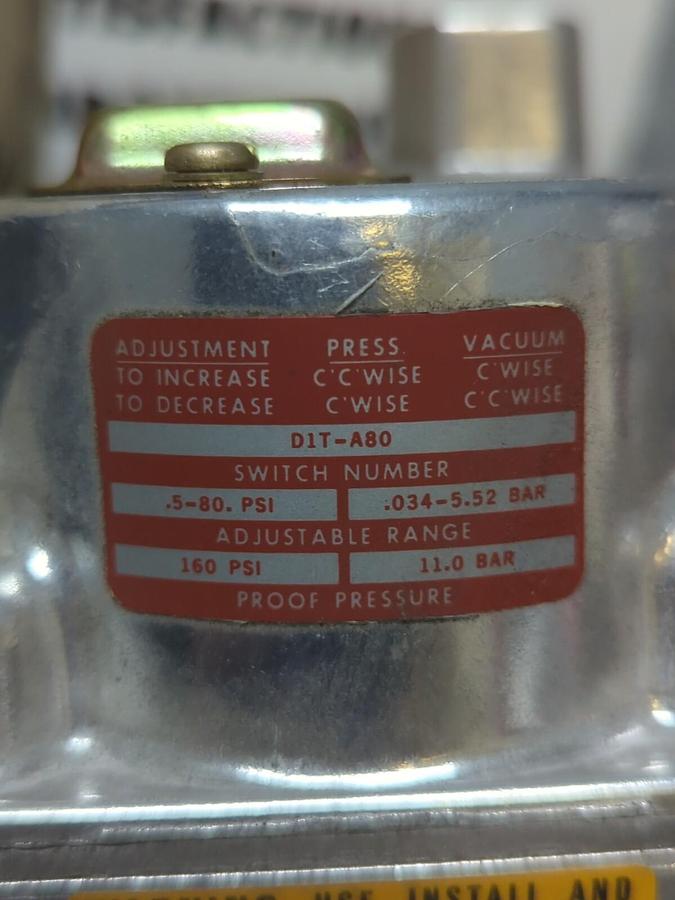 ADJUSTMENT PRESS. VACUUM
TO INCREASE C'C'WISE C'WISE
TO DECREASE C'WISE C'C'WISE
D1T-A80
SWITCH NUMBER
.5-80. PSI .034-5.52 BAR
ADJUSTABLE RANGE
160 PSI 11.0 BAR
PROOF PRESSURE
USE INSTALL AND